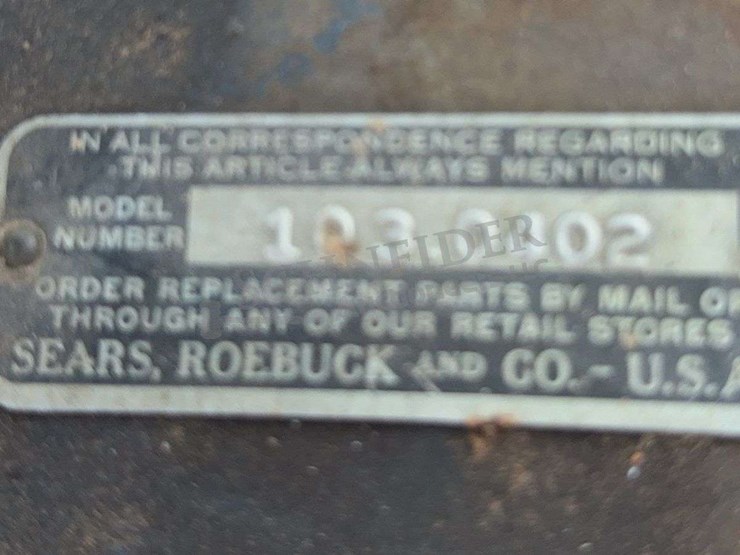 IN ALL CORRESPONDENCE REGARDING
THIS ARTICLE ALWAYS MENTION
MODEL
NUMBER
ORDER REPLACEMENT PARTS BY MAIL OR
THROUGH ANY OF OUR RETAIL STORES
SEARS, ROEBUCK AND CO. - U.S.A